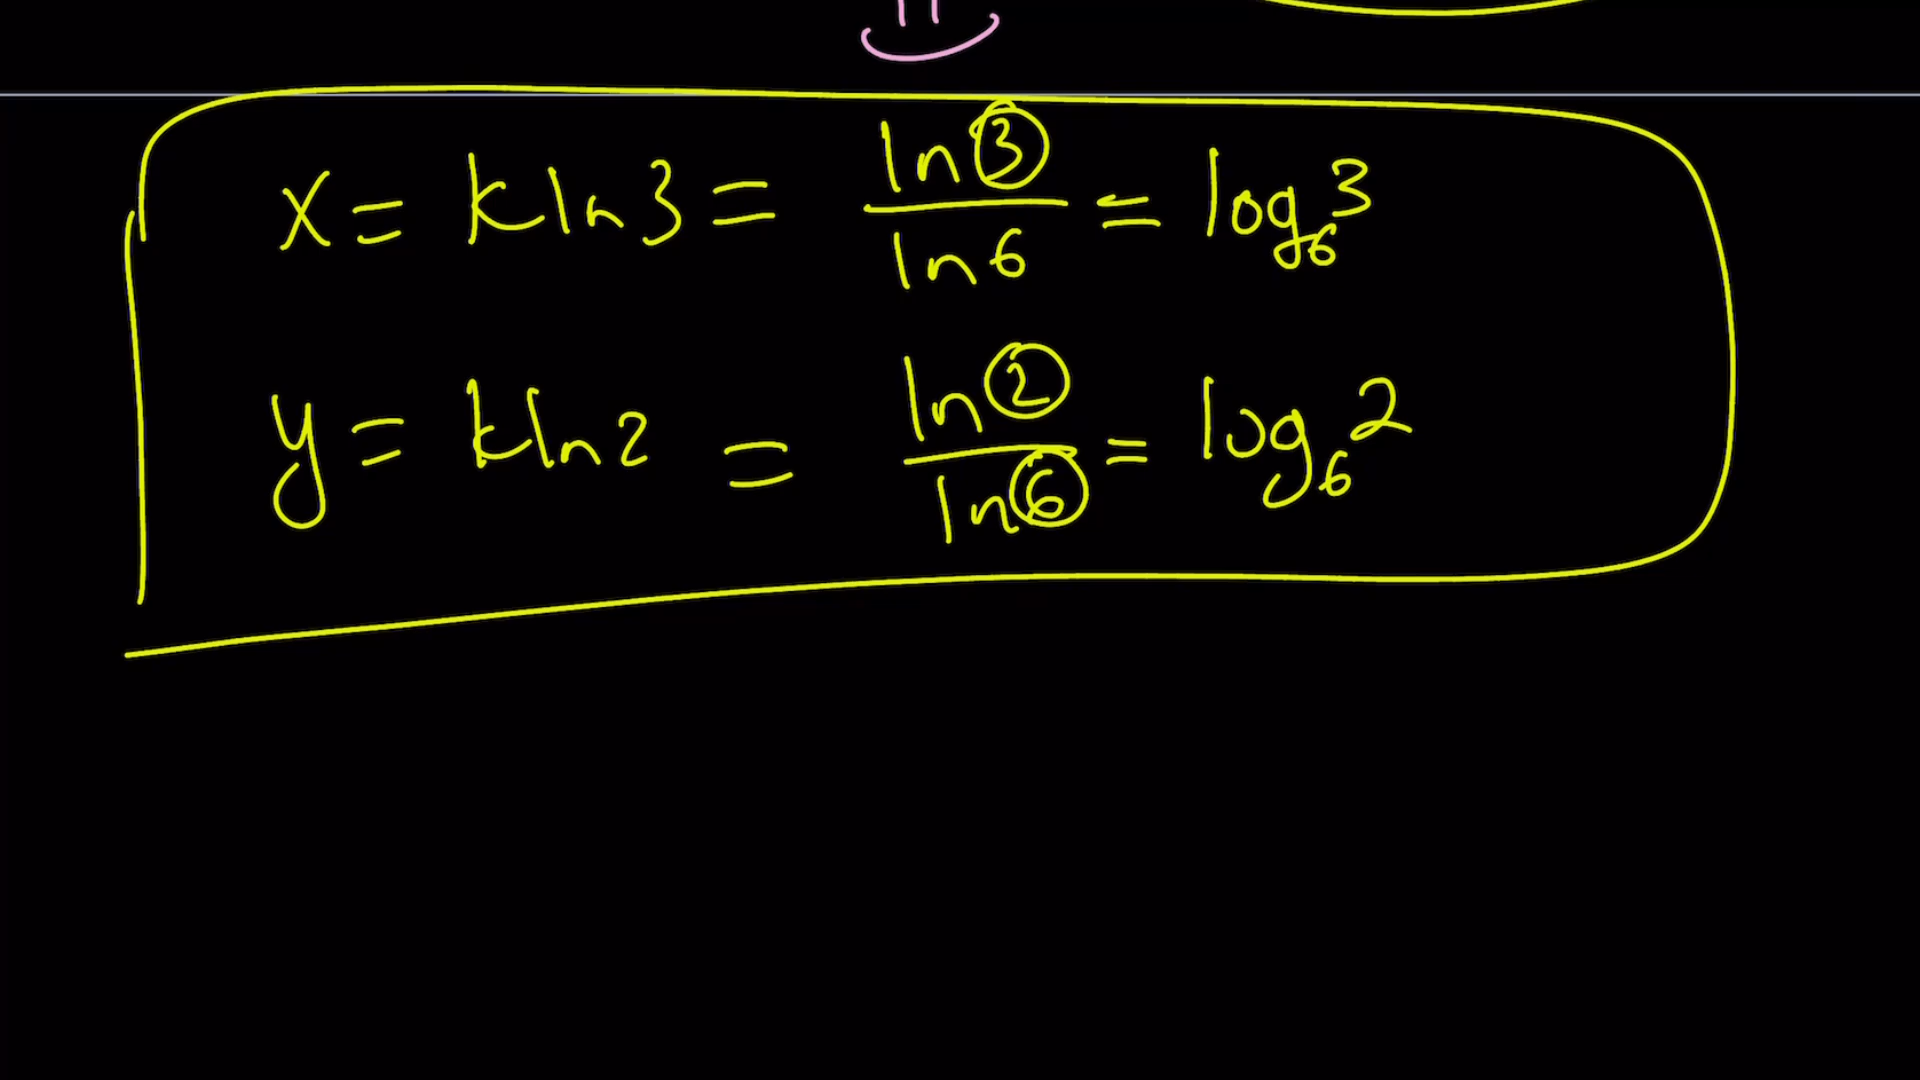 x = k ln 3 = ln 3 / ln 6 = log₆ 3
y = k ln 2 = ln 2 / ln 6 = log₆ 2